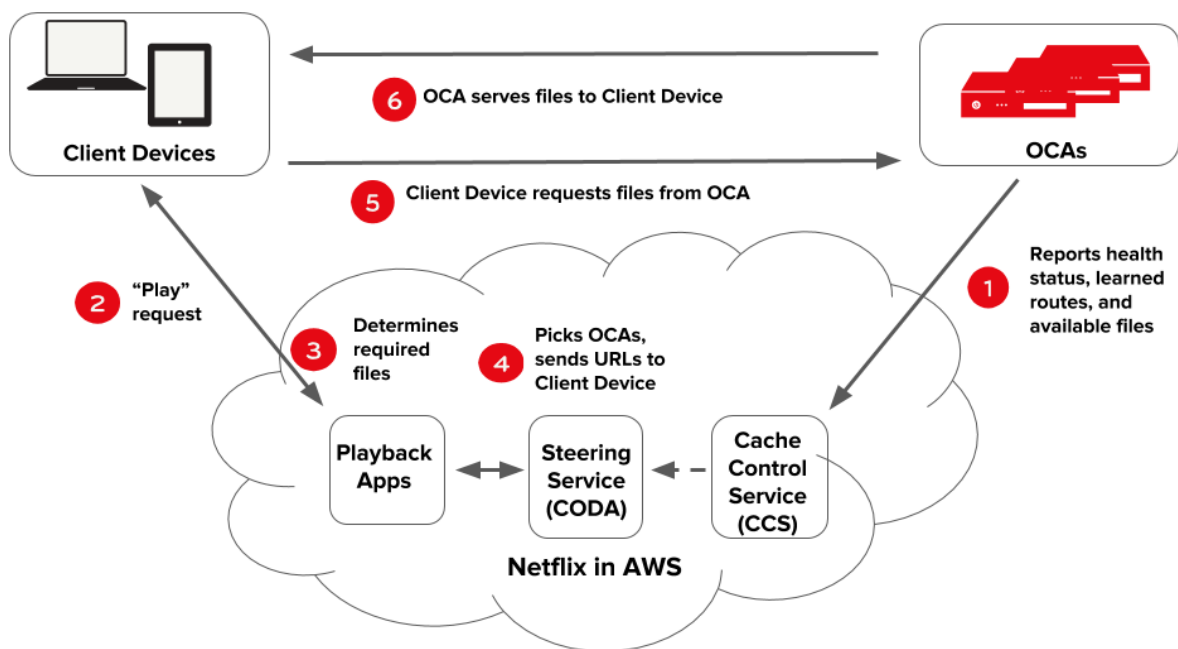 Client Devices
6
OCA serves files to Client Device
OCAs
5
Client Device requests files from OCA
2
“Play”
request
1
Reports health
status, learned
routes, and
available files
3
Determines
required
files
4
Picks OCAs,
sends URLs to
Client Device
Playback
Apps
Steering
Service
(CODA)
Cache
Control
Service
(CCS)
Netflix in AWS